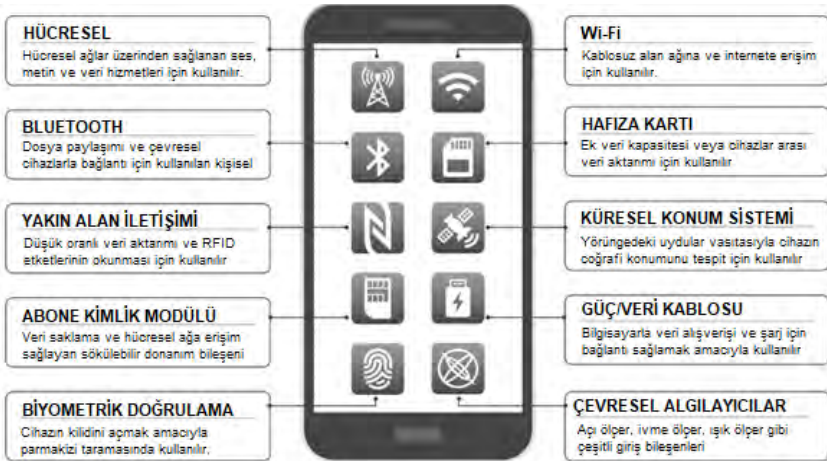 HÜCRESEL
Hücresel ağlar üzerinden sağlanan ses,
metin ve veri hizmetleri için kullanılır.
Wi-Fi
Kablosuz alan ağına ve internete erişim
için kullanılır.
BLUETOOTH
Dosya paylaşımı ve çevresel
cihazlarla bağlantı için kullanılan kişisel
HAFIZA KARTI
Ek veri kapasitesi veya cihazlar arası
veri aktarımı için kullanılır
YAKIN ALAN İLETİŞİMİ
Düşük oranlı veri aktarımı ve RFID
etketlerinin okunması için kullanılır
KÜRESEL KONUM SİSTEMİ
Yörüngedeki uydular vasıtasıyla cihazın
coğrafi konumunu tespit için kullanılır
ABONE KİMLİK MODÜLÜ
Veri saklama ve hücresel ağa erişim
sağlayan sökülebilir donanım bileşeni
GÜÇ/VERİ KABLOSU
Bilgisayarla veri alışverişi ve şarj için
bağlantı sağlamak amacıyla kullanılır
BİYOMETRİK DOĞRULAMA
Cihazın kilidini açmak amacıyla
parmakizi taramasında kullanılır.
ÇEVRESEL ALGILAYICILAR
Açı ölçer, ivme ölçer, ışık ölçer gibi
çeşitli giriş bileşenleri